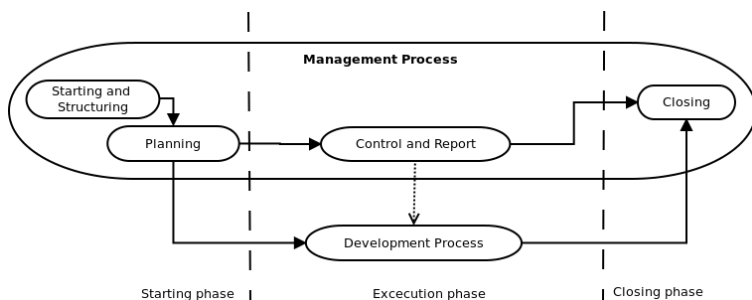 Management Process
Starting and
Structuring
Closing
Planning
Control and Report
Development Process
Starting phase
Excecution phase
Closing phase